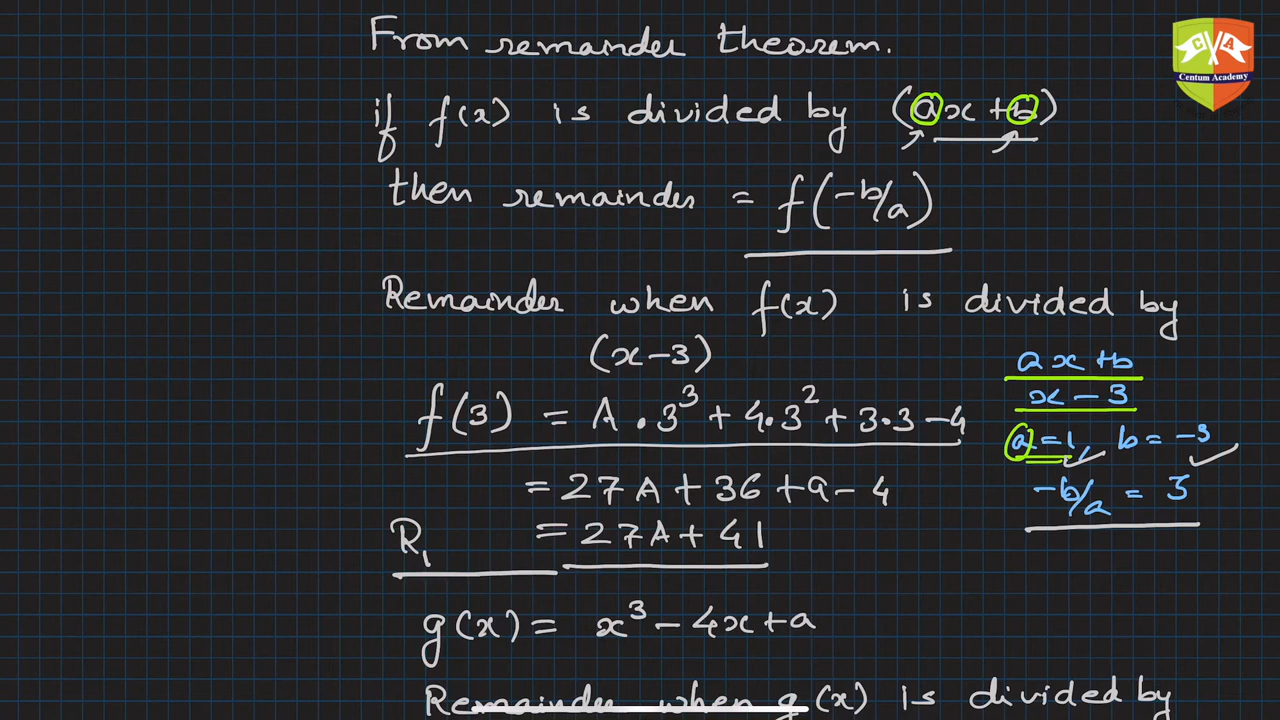 From remainder theorem.
C A
Centum Academy
if f(x) is divided by (ax + b)
then remainder = f(-b/a)
Remainder when f(x) is divided by
(x-3)
ax + b
x - 3
f(3) = A . 3³ + 4.3² + 3.3 - 4
a = 1, b = -3
= 27A + 36 + 9 - 4
-b/a = 3
R₁ = 27A + 41
g(x) = x³ - 4x + a
Remainder when g(x) is divided by